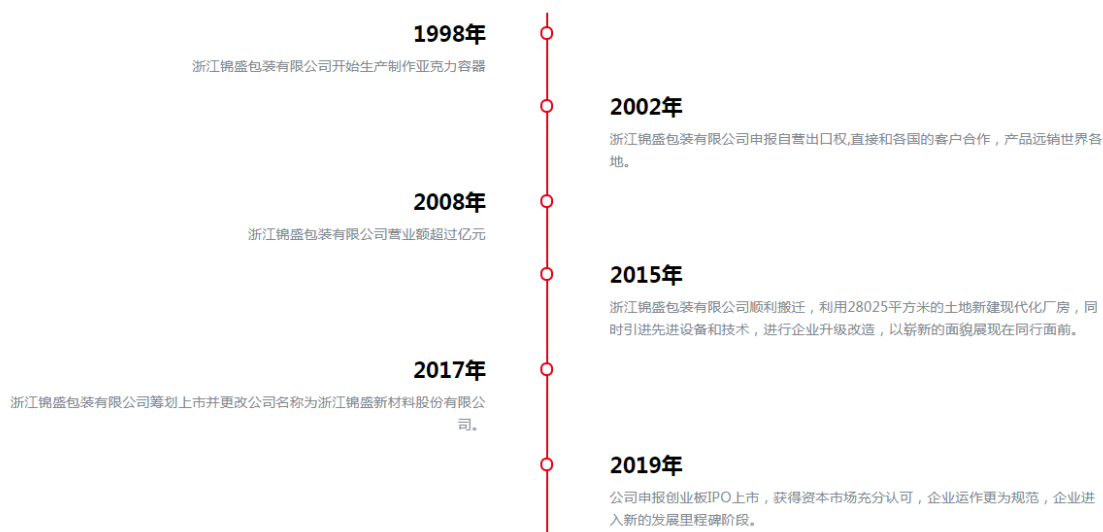 1998年
浙江锦盛包装有限公司开始生产制作亚克力容器
2002年
浙江锦盛包装有限公司申报自营出口权,直接和各国的客户合作，产品远销世界各
地。
2008年
浙江锦盛包装有限公司营业额超过亿元
2015年
浙江锦盛包装有限公司顺利搬迁，利用28025平方米的土地新建现代化厂房，同
时引进先进设备和技术，进行企业升级改造，以崭新的面貌展现在同行面前。
2017年
浙江锦盛包装有限公司筹划上市并更改公司名称为浙江锦盛新材料股份有限公
司。
2019年
公司申报创业板IPO上市，获得资本市场充分认可，企业运作更为规范，企业进
入新的发展里程碑阶段。